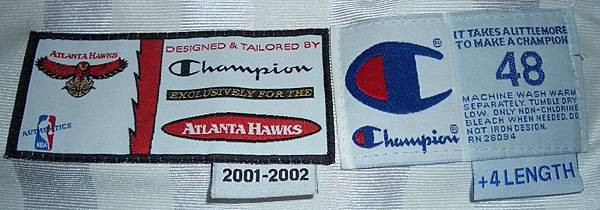 ATLANTA HAWKS
AUTHENTICS
NBA
DESIGNED & TAILORED BY
Champion
EXCLUSIVELY FOR THE
ATLANTA HAWKS
2001-2002
Champion®
IT TAKES A LITTLE MORE
TO MAKE A CHAMPION
48
MACHINE WASH WARM
SEPARATELY. TUMBLE DRY
LOW. ONLY NON-CHLORINE
BLEACH WHEN NEEDED. DO
NOT IRON DESIGN.
RN 26094
+4 LENGTH